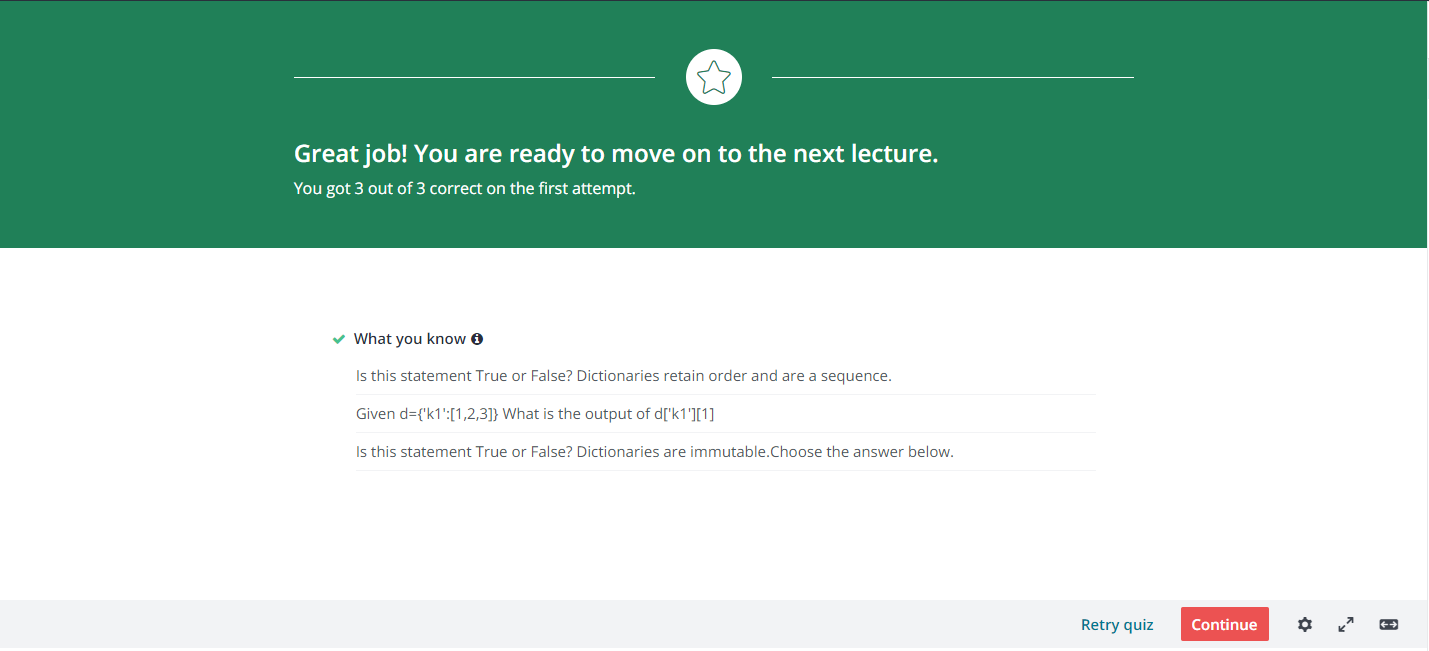 Great job! You are ready to move on to the next lecture.
You got 3 out of 3 correct on the first attempt.
What you know
Is this statement True or False? Dictionaries retain order and are a sequence.
Given d={'k1':[1,2,3]} What is the output of d['k1'][1]
Is this statement True or False? Dictionaries are immutable.Choose the answer below.
Retry quiz
Continue